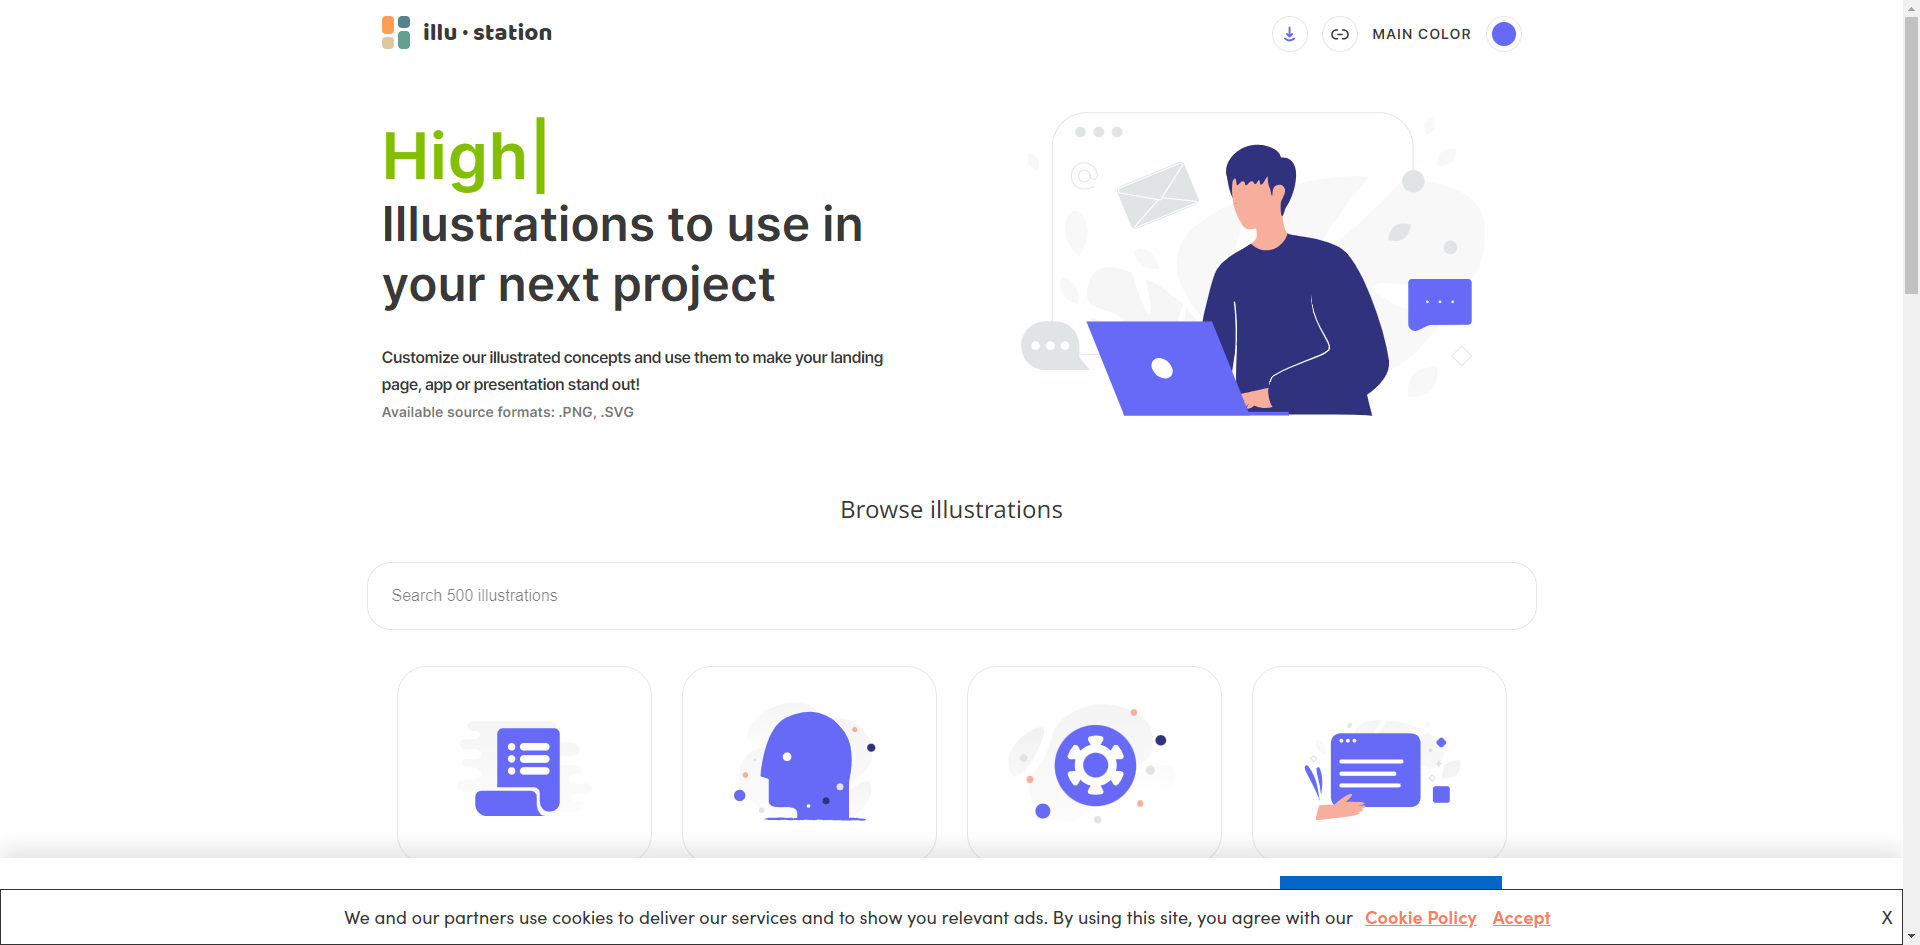 illu·station
MAIN COLOR
High
Illustrations to use in
your next project
Customize our illustrated concepts and use them to make your landing
page, app or presentation stand out!
Available source formats: .PNG, .SVG
Browse illustrations
Search 500 illustrations
We and our partners use cookies to deliver our services and to show you relevant ads. By using this site, you agree with our Cookie Policy Accept X